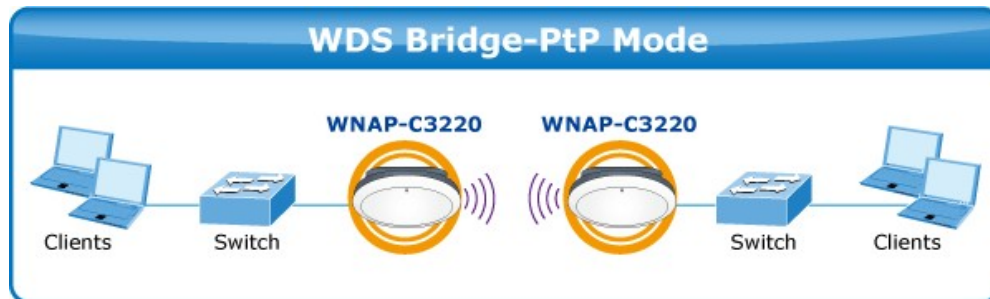 WDS Bridge-PtP Mode
WNAP-C3220 WNAP-C3220
Clients Switch Switch Clients